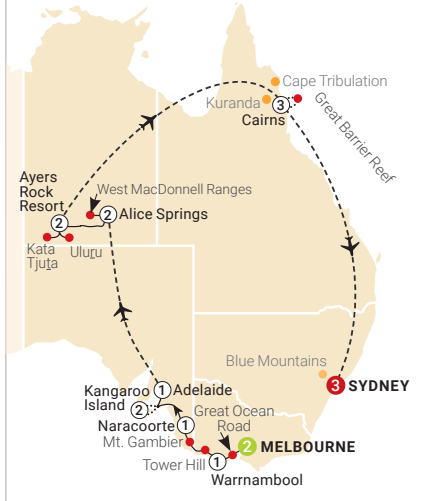 Cape Tribulation
Kuranda
3
Cairns
Great Barrier Reef
Ayers
Rock
Resort
West MacDonnell Ranges
2
2
Alice Springs
Kata
Tjuṯa
Uluṟu
Blue Mountains
3 SYDNEY
Kangaroo
Island
1
Adelaide
2
Great Ocean
Road
Naracoorte
1
Mt. Gambier
2 MELBOURNE
Tower Hill
1
Warrnambool